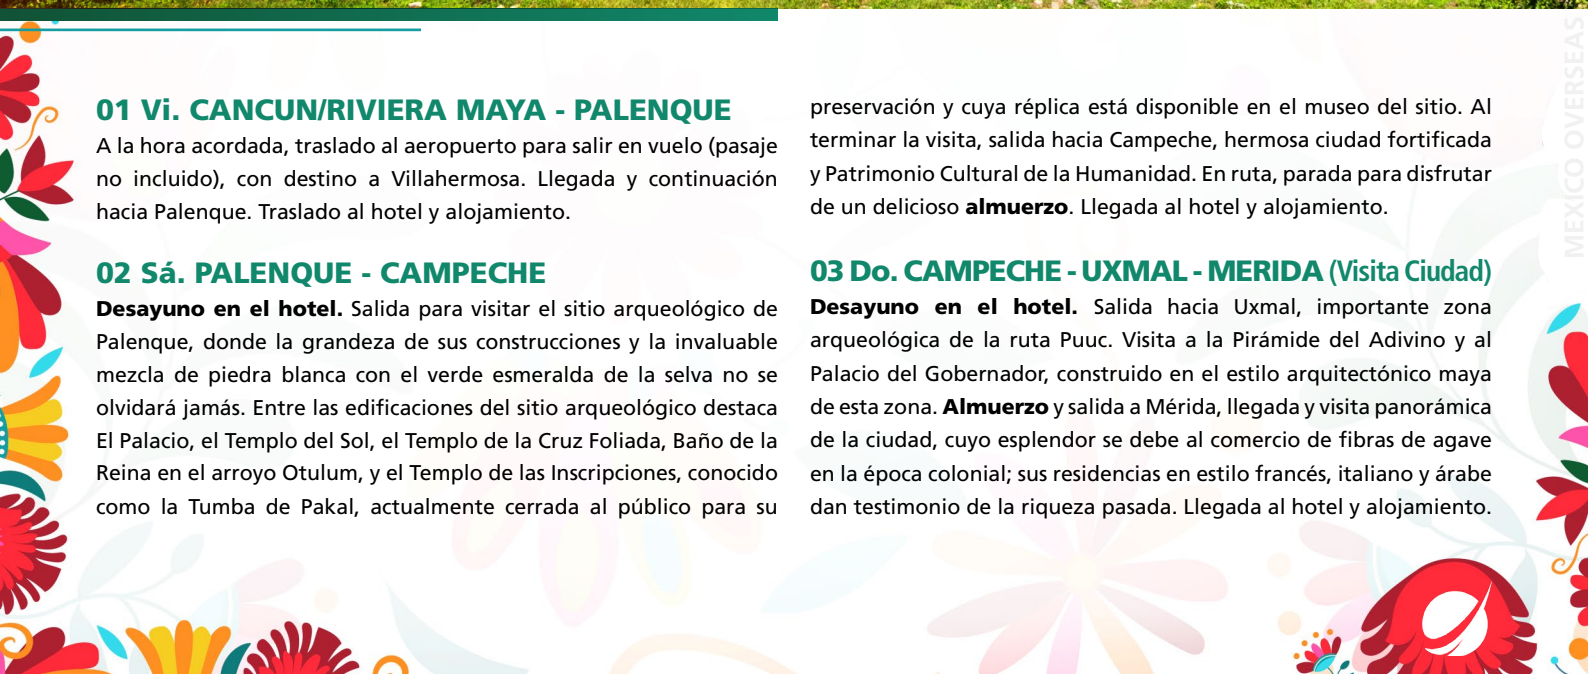 01 Vi. CANCUN/RIVIERA MAYA - PALENQUE
A la hora acordada, traslado al aeropuerto para salir en vuelo (pasaje
no incluido), con destino a Villahermosa. Llegada y continuación
hacia Palenque. Traslado al hotel y alojamiento.
02 Sá. PALENQUE - CAMPECHE
Desayuno en el hotel. Salida para visitar el sitio arqueológico de
Palenque, donde la grandeza de sus construcciones y la invaluable
mezcla de piedra blanca con el verde esmeralda de la selva no se
olvidará jamás. Entre las edificaciones del sitio arqueológico destaca
El Palacio, el Templo del Sol, el Templo de la Cruz Foliada, Baño de la
Reina en el arroyo Otulum, y el Templo de las Inscripciones, conocido
como la Tumba de Pakal, actualmente cerrada al público para su
preservación y cuya réplica está disponible en el museo del sitio. Al
terminar la visita, salida hacia Campeche, hermosa ciudad fortificada
y Patrimonio Cultural de la Humanidad. En ruta, parada para disfrutar
de un delicioso almuerzo. Llegada al hotel y alojamiento.
03 Do. CAMPECHE - UXMAL - MERIDA (Visita Ciudad)
Desayuno en el hotel. Salida hacia Uxmal, importante zona
arqueológica de la ruta Puuc. Visita a la Pirámide del Adivino y al
Palacio del Gobernador, construido en el estilo arquitectónico maya
de esta zona. Almuerzo y salida a Mérida, llegada y visita panorámica
de la ciudad, cuyo esplendor se debe al comercio de fibras de agave
en la época colonial; sus residencias en estilo francés, italiano y árabe
dan testimonio de la riqueza pasada. Llegada al hotel y alojamiento.
MEXICO OVERSEAS